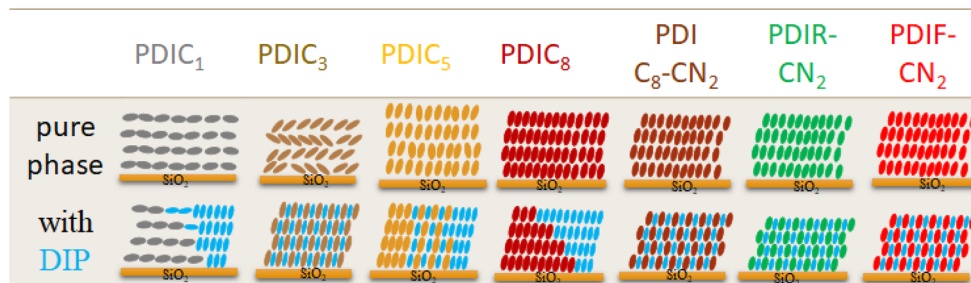 PDIC₁ PDIC₃ PDIC₅ PDIC₈ PDI C₈-CN₂ PDIR-CN₂ PDIF-CN₂
pure phase
SiO₂ SiO₂ SiO₂ SiO₂ SiO₂ SiO₂ SiO₂
with DIP
SiO₂ SiO₂ SiO₂ SiO₂ SiO₂ SiO₂ SiO₂